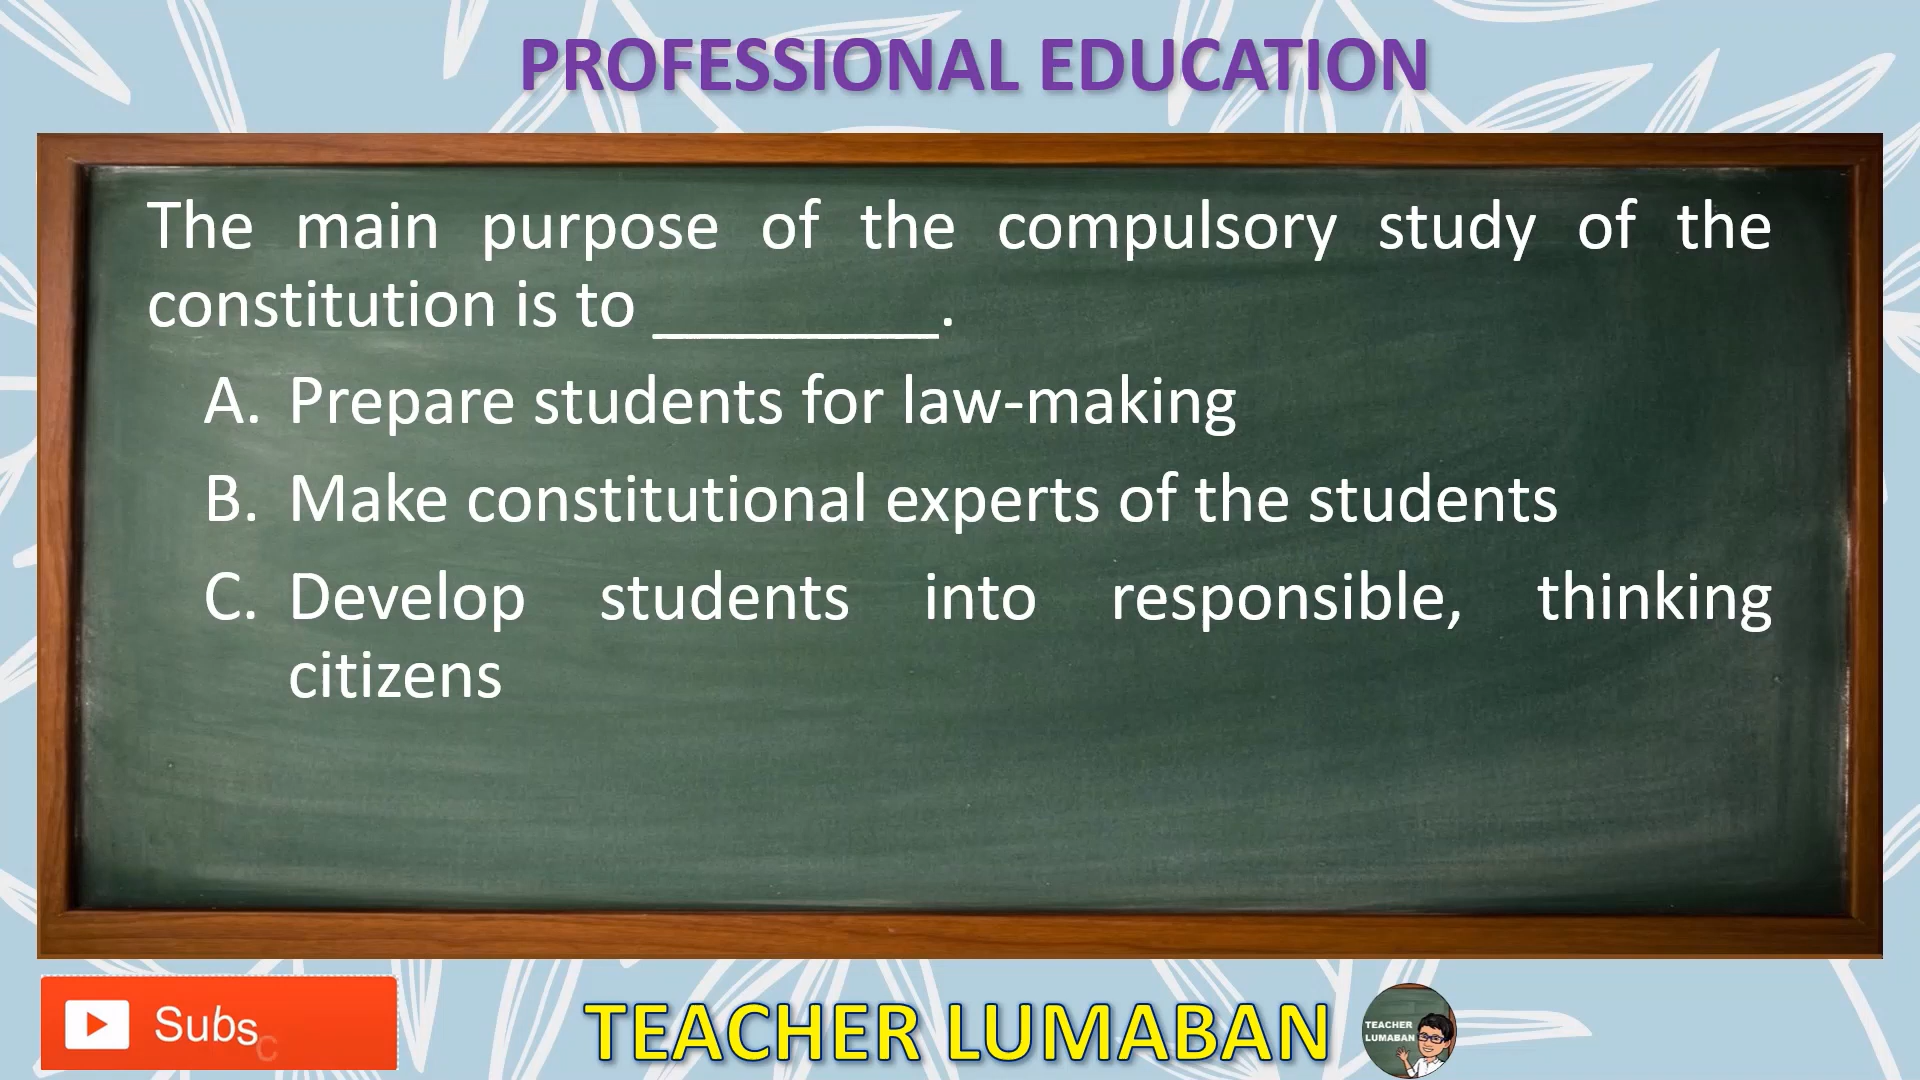 PROFESSIONAL EDUCATION
The main purpose of the compulsory study of the
constitution is to _________.
A. Prepare students for law-making
B. Make constitutional experts of the students
C. Develop students into responsible, thinking
citizens
Subsc
TEACHER LUMABAN
TEACHER
LUMABAN